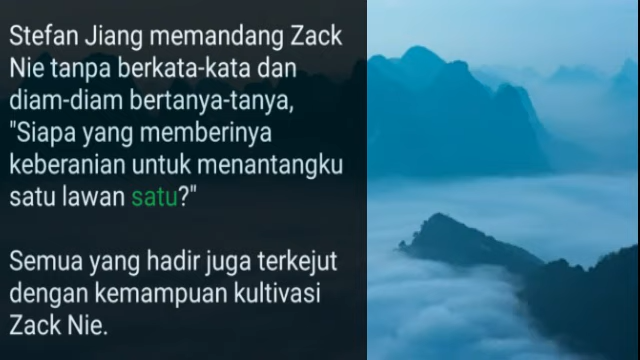 Stefan Jiang memandang Zack
Nie tanpa berkata-kata dan
diam-diam bertanya-tanya,
"Siapa yang memberinya
keberanian untuk menantangku
satu lawan satu?"
Semua yang hadir juga terkejut
dengan kemampuan kultivasi
Zack Nie.